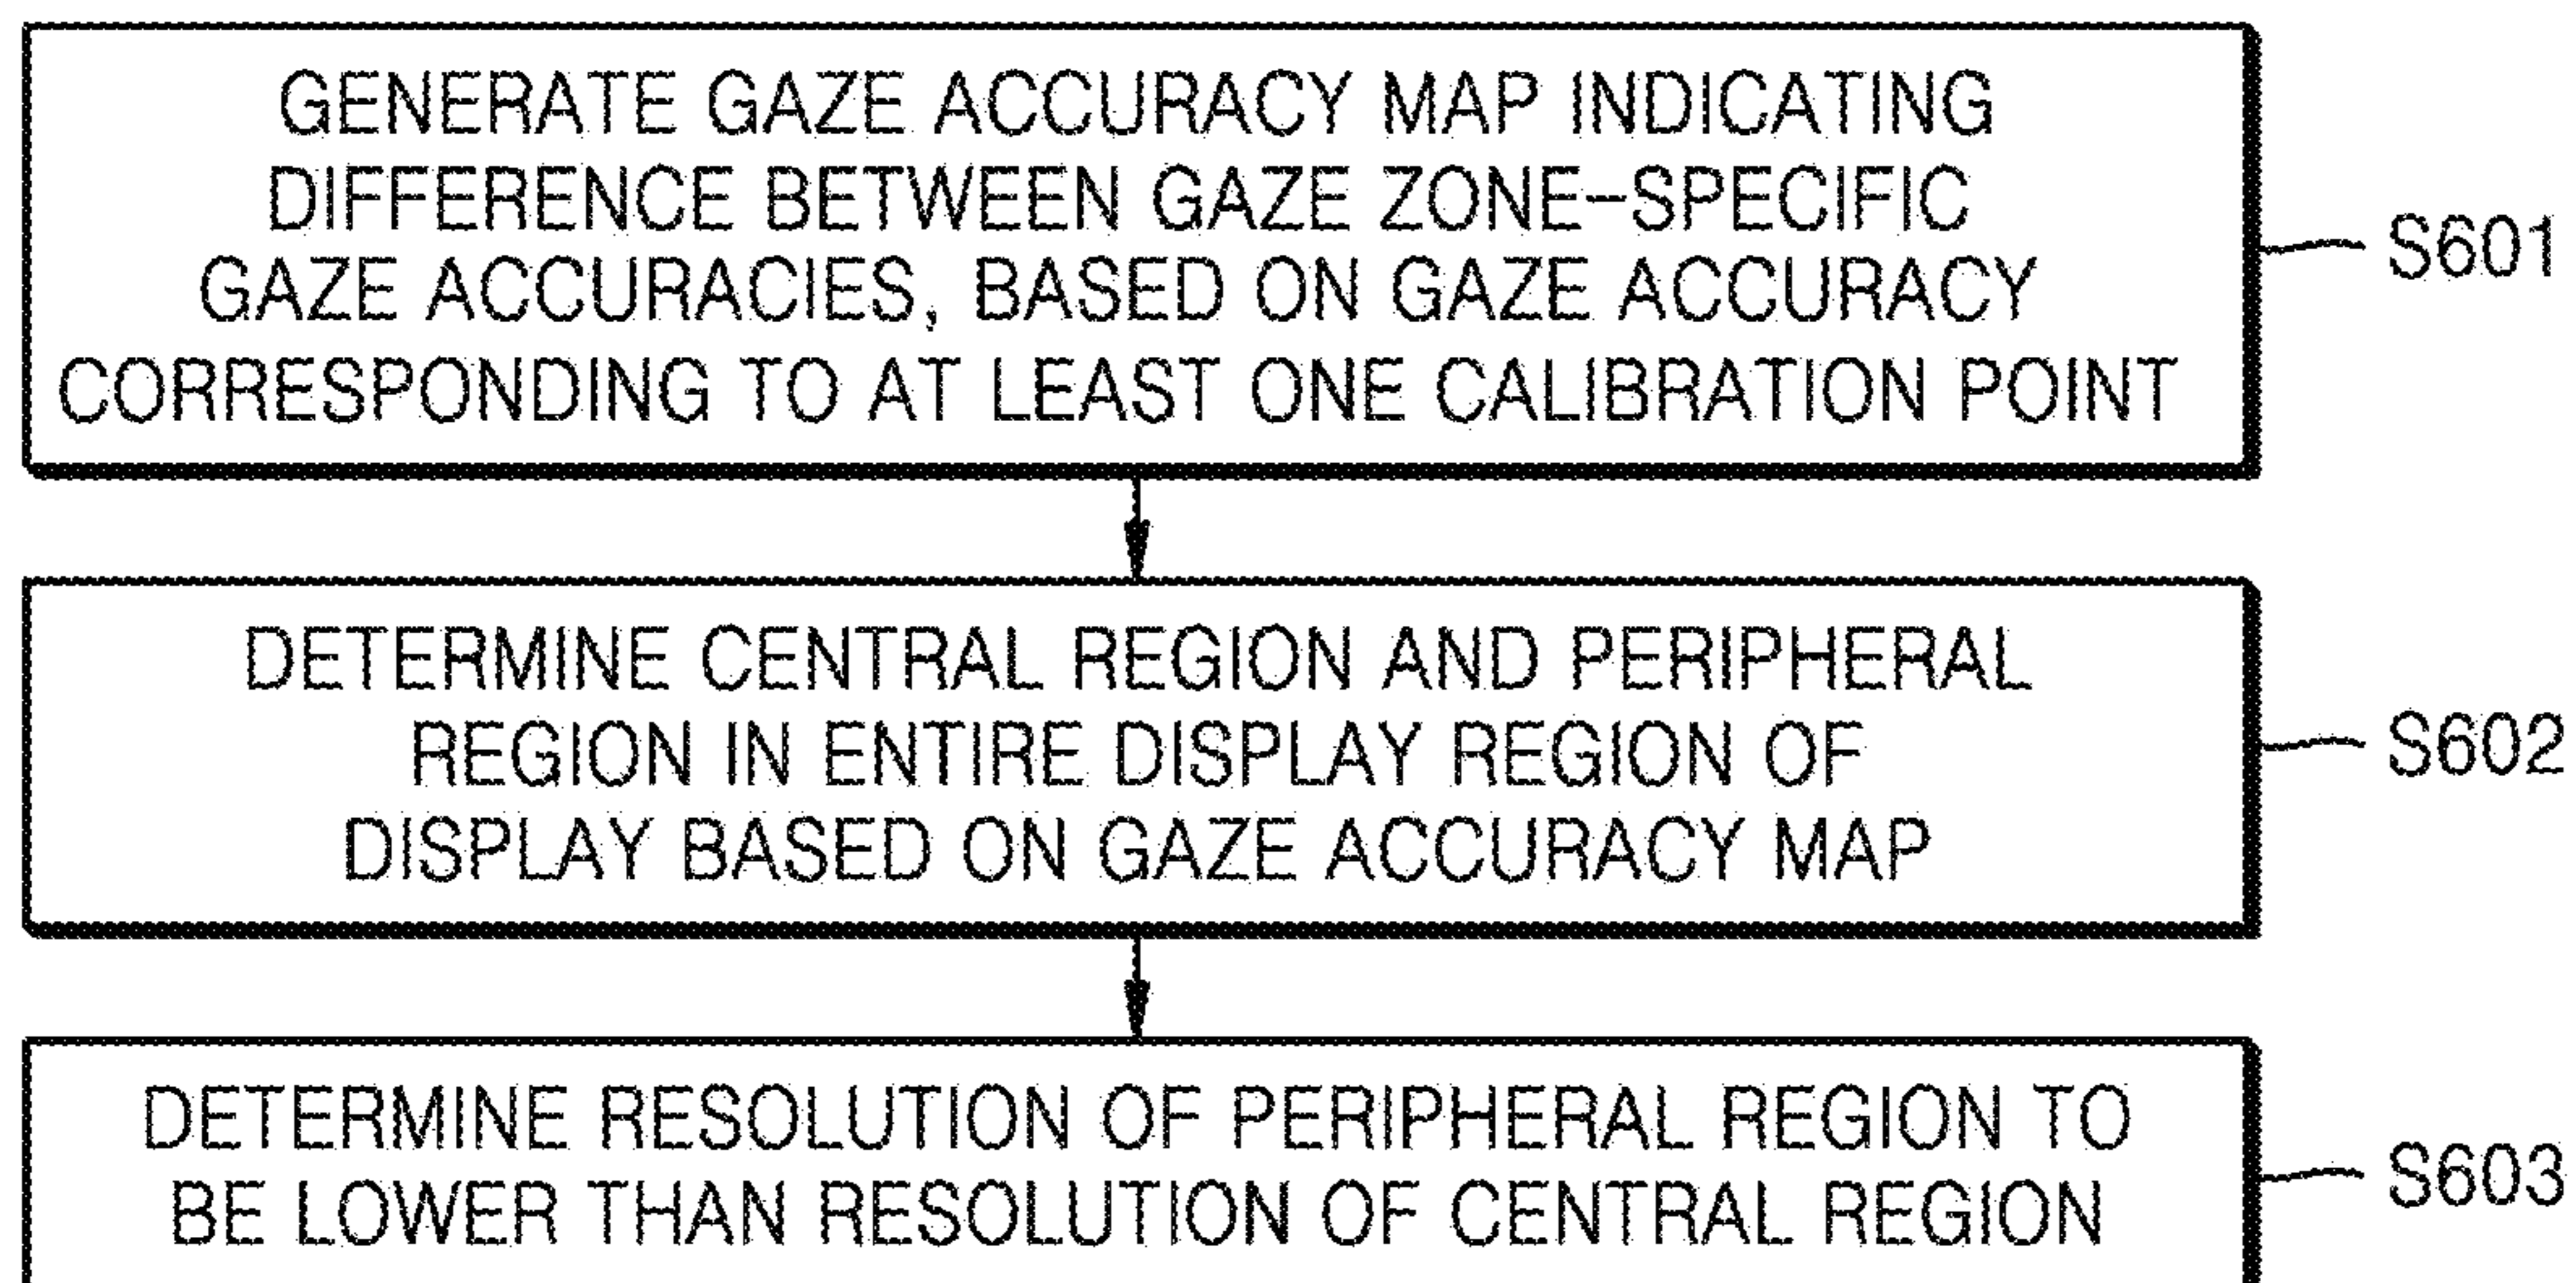 GENERATE GAZE ACCURACY MAP INDICATING
DIFFERENCE BETWEEN GAZE ZONE-SPECIFIC
GAZE ACCURACIES, BASED ON GAZE ACCURACY
CORRESPONDING TO AT LEAST ONE CALIBRATION POINT
S601
DETERMINE CENTRAL REGION AND PERIPHERAL
REGION IN ENTIRE DISPLAY REGION OF
DISPLAY BASED ON GAZE ACCURACY MAP
S602
DETERMINE RESOLUTION OF PERIPHERAL REGION TO
BE LOWER THAN RESOLUTION OF CENTRAL REGION
S603